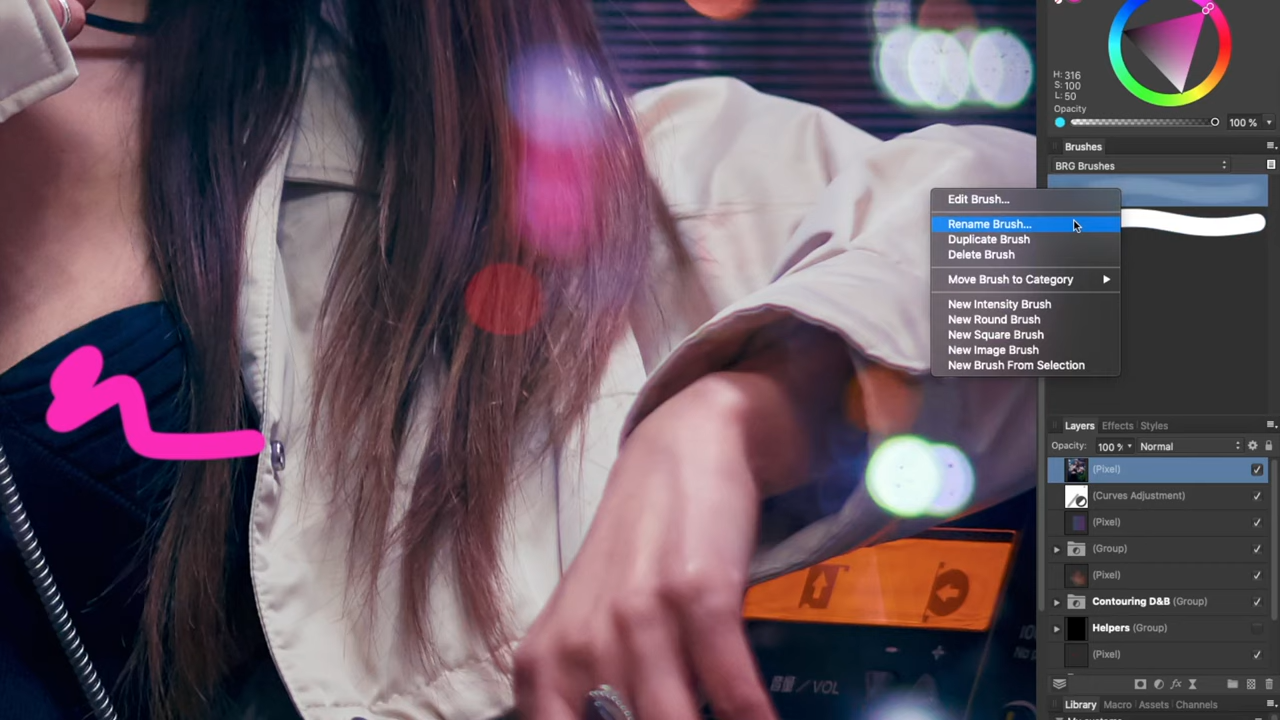 H: 316
S: 100
L: 50
Opacity
100 %
Brushes
BRG Brushes
Edit Brush...
Rename Brush...
Duplicate Brush
Delete Brush
Move Brush to Category
New Intensity Brush
New Round Brush
New Square Brush
New Image Brush
New Brush From Selection
Layers Effects Styles
Opacity: 100 % Normal
(Pixel)
(Curves Adjustment)
(Pixel)
(Group)
(Pixel)
Contouring D&B (Group)
Helpers (Group)
(Pixel)
Library Macro Assets Channels
音量 / VOL